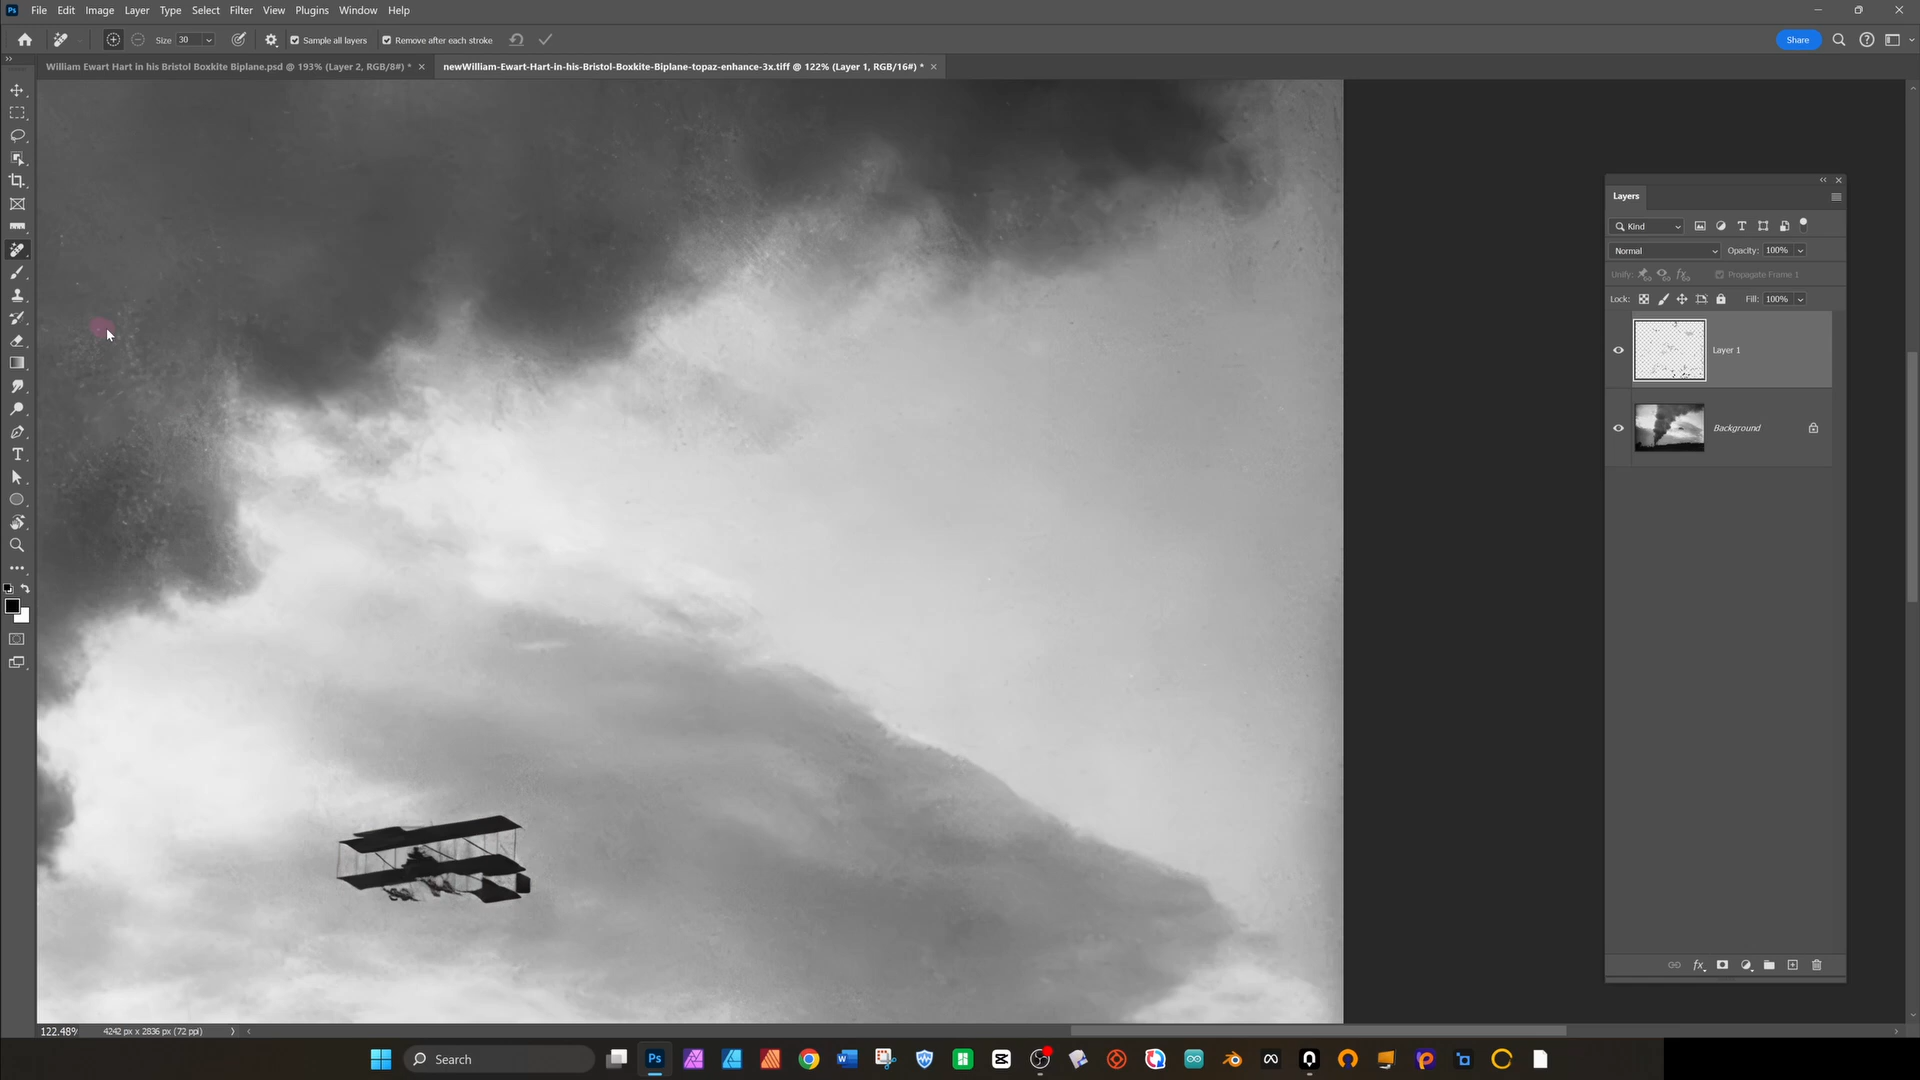 Ps File Edit Image Layer Type Select Filter View Plugins Window Help
Size 30 Sample all layers Remove after each stroke Share
William Ewart Hart in his Bristol Boxkite Biplane.psd @ 193% (Layer 2, RGB/8#) * newWilliam-Ewart-Hart-in-his-Bristol-Boxkite-Biplane-topaz-enhance-3x.tiff @ 122% (Layer 1, RGB/16#) *
Layers
Kind
Normal Opacity: 100%
Unify: Propagate Frame 1
Lock: Fill: 100%
Layer 1
Background
122.48% 4242 px x 2836 px (72 ppi)
Search Ps